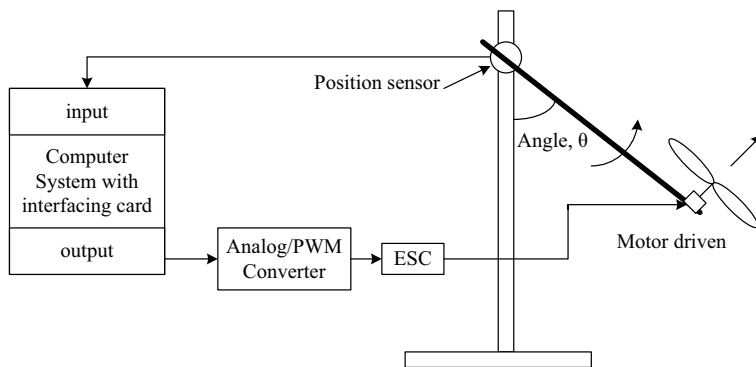 Position sensor
input
Angle, θ
Computer
System with
interfacing card
Motor driven
output
Analog/PWM
Converter
ESC